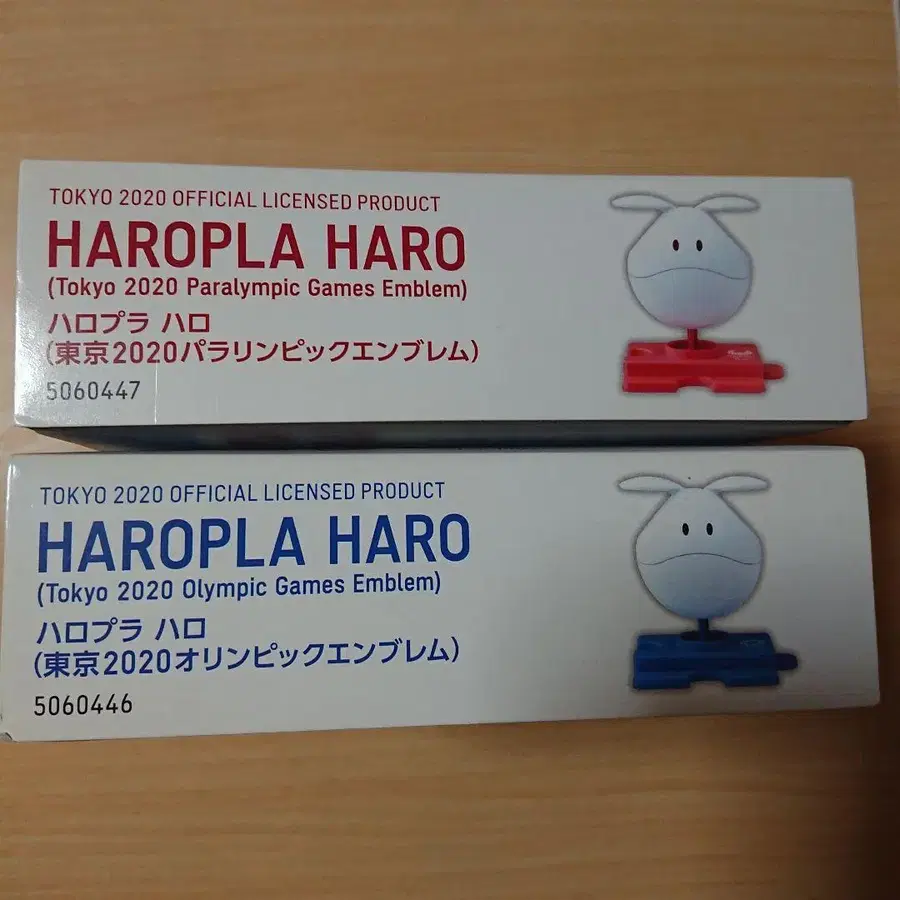 TOKYO 2020 OFFICIAL LICENSED PRODUCT
HAROPLA HARO
(Tokyo 2020 Paralympic Games Emblem)
ハロプラ ハロ
(東京2020パラリンピックエンブレム)
5060447
TOKYO 2020 OFFICIAL LICENSED PRODUCT
HAROPLA HARO
(Tokyo 2020 Olympic Games Emblem)
ハロプラ ハロ
(東京2020オリンピックエンブレム)
5060446